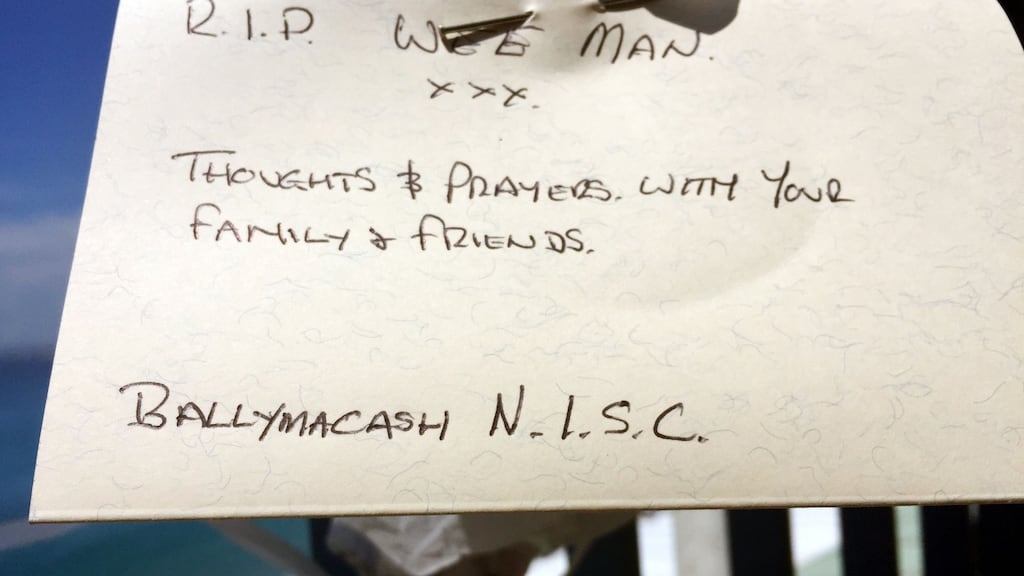 R.I.P. WEE MAN.
xxx.
THOUGHTS & PRAYERS. WITH YOUR
FAMILY & FRIENDS.
BALLYMACASH N.I.S.C.